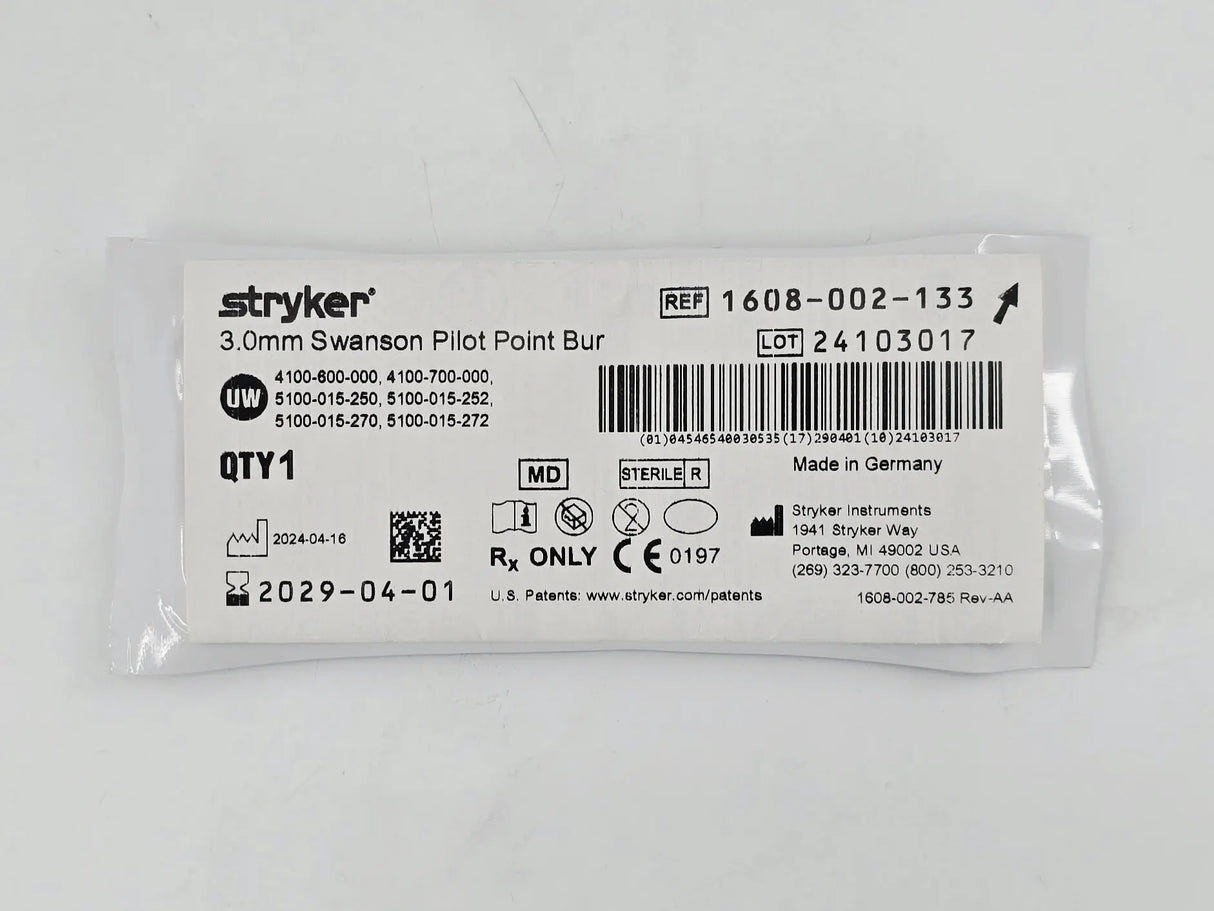 stryker®
3.0mm Swanson Pilot Point Bur
REF 1608-002-133
LOT 24103017
UW
4100-600-000, 4100-700-000,
5100-015-250, 5100-015-252,
5100-015-270, 5100-015-272
(01)04546540030535(17)290401(10)24103017
QTY 1
MD
STERILE R
Made in Germany
2024-04-16
2029-04-01
i
2
Rx ONLY CE 0197
U.S. Patents: www.stryker.com/patents
Stryker Instruments
1941 Stryker Way
Portage, MI 49002 USA
(269) 323-7700 (800) 253-3210
1608-002-785 Rev-AA